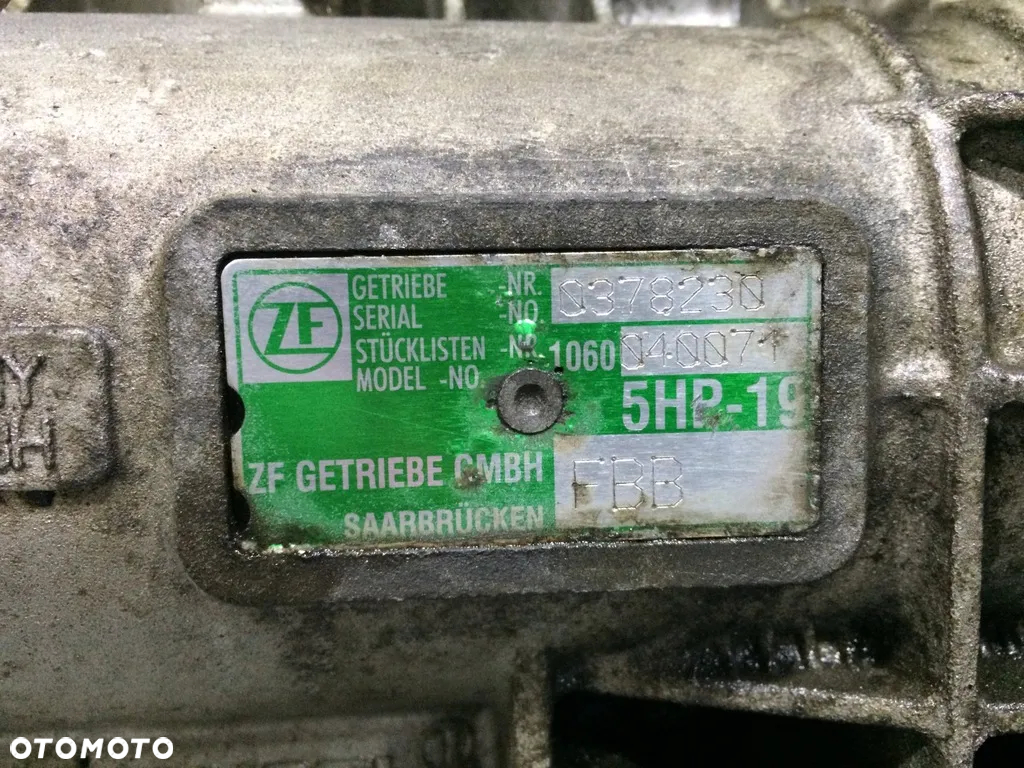 ZF
GETRIEBE -NR. 0378230
SERIAL -NO.
STÜCKLISTEN -NR. 1060 040071
MODEL -NO
5HP-19
ZF GETRIEBE GMBH FBB
SAARBRÜCKEN
OTOMOTO